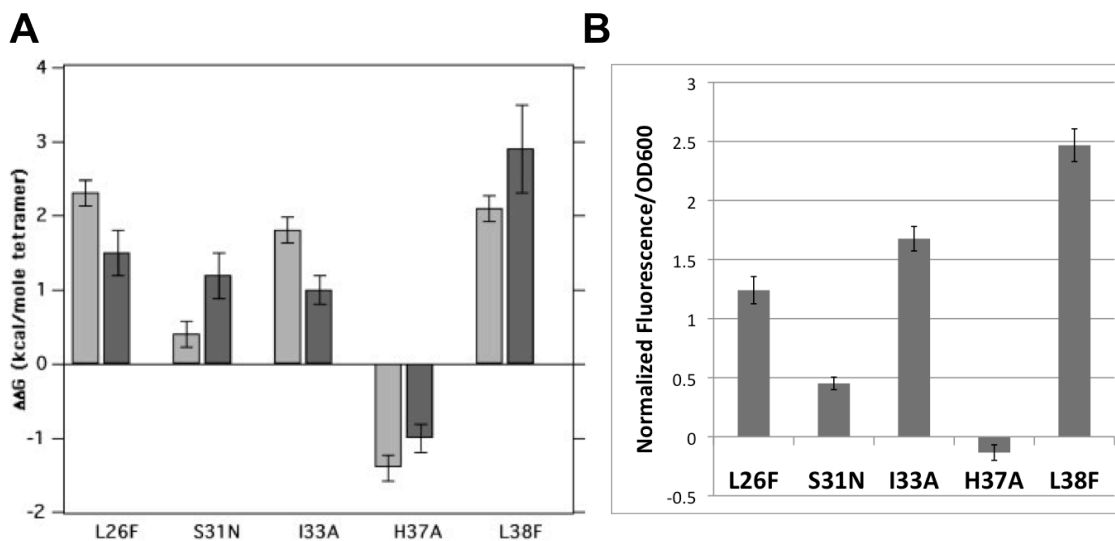 A
B
4
3
2
1
0
-1
-2
ΔΔG (kcal/mole tetramer)
L26F S31N I33A H37A L38F
3
2.5
2
1.5
1
0.5
0
-0.5
Normalized Fluorescence/OD600
L26F S31N I33A H37A L38F